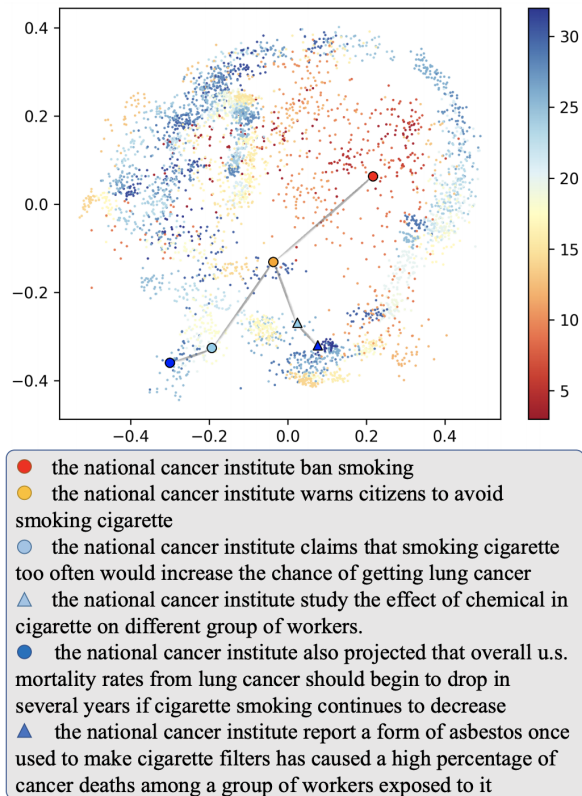 0.4
0.2
0.0
−0.2
−0.4
−0.4 −0.2 0.0 0.2 0.4
30
25
20
15
10
5
the national cancer institute ban smoking
the national cancer institute warns citizens to avoid
smoking cigarette
the national cancer institute claims that smoking cigarette
too often would increase the chance of getting lung cancer
the national cancer institute study the effect of chemical in
cigarette on different group of workers.
the national cancer institute also projected that overall u.s.
mortality rates from lung cancer should begin to drop in
several years if cigarette smoking continues to decrease
the national cancer institute report a form of asbestos once
used to make cigarette filters has caused a high percentage of
cancer deaths among a group of workers exposed to it